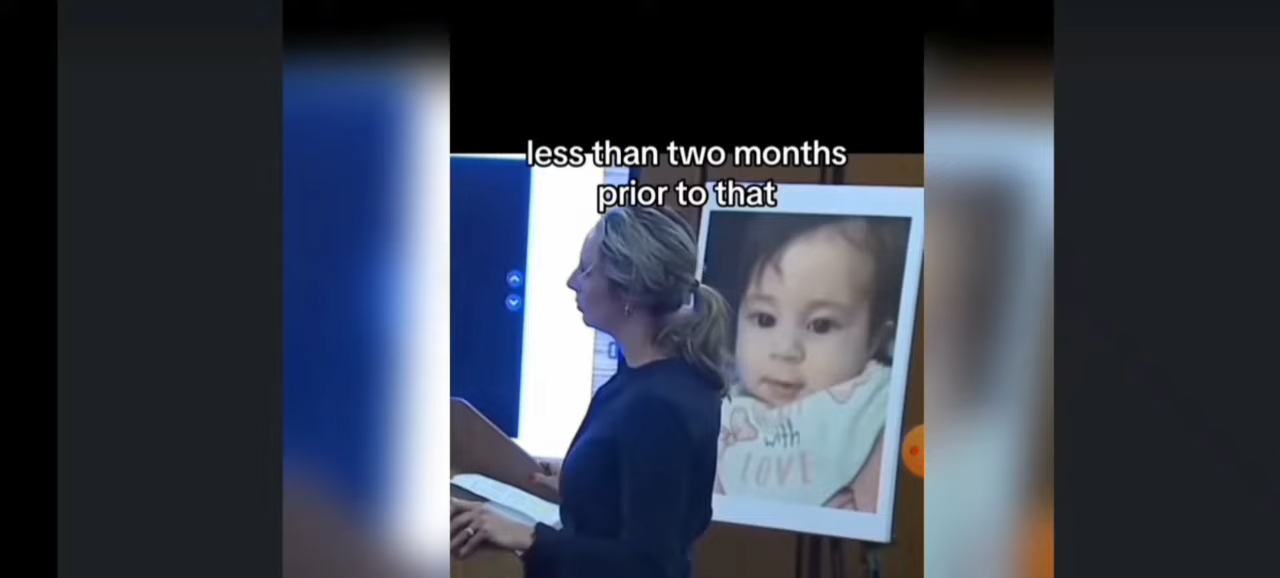 less than two months
prior to that
with
LOVE